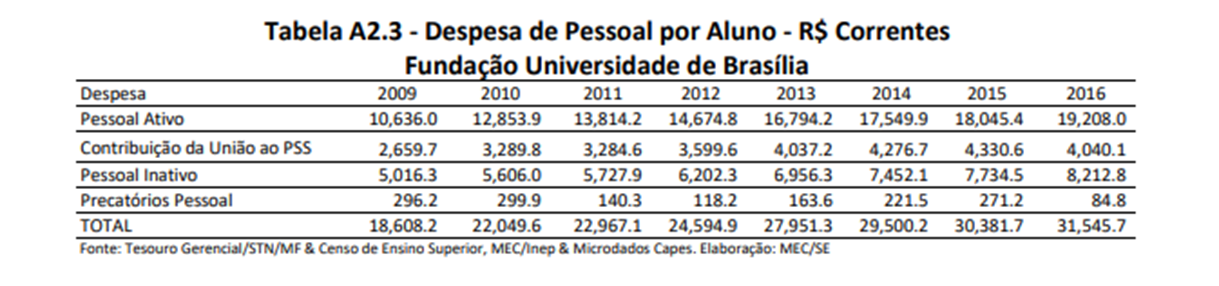 Tabela A2.3 - Despesa de Pessoal por Aluno - R$ Correntes
Fundação Universidade de Brasília
Despesa 2009 2010 2011 2012 2013 2014 2015 2016
Pessoal Ativo 10,636.0 12,853.9 13,814.2 14,674.8 16,794.2 17,549.9 18,045.4 19,208.0
Contribuição da União ao PSS 2,659.7 3,289.8 3,284.6 3,599.6 4,037.2 4,276.7 4,330.6 4,040.1
Pessoal Inativo 5,016.3 5,606.0 5,727.9 6,202.3 6,956.3 7,452.1 7,734.5 8,212.8
Precatórios Pessoal 296.2 299.9 140.3 118.2 163.6 221.5 271.2 84.8
TOTAL 18,608.2 22,049.6 22,967.1 24,594.9 27,951.3 29,500.2 30,381.7 31,545.7
Fonte: Tesouro Gerencial/STN/MF & Censo de Ensino Superior, MEC/Inep & Microdados Capes. Elaboração: MEC/SE